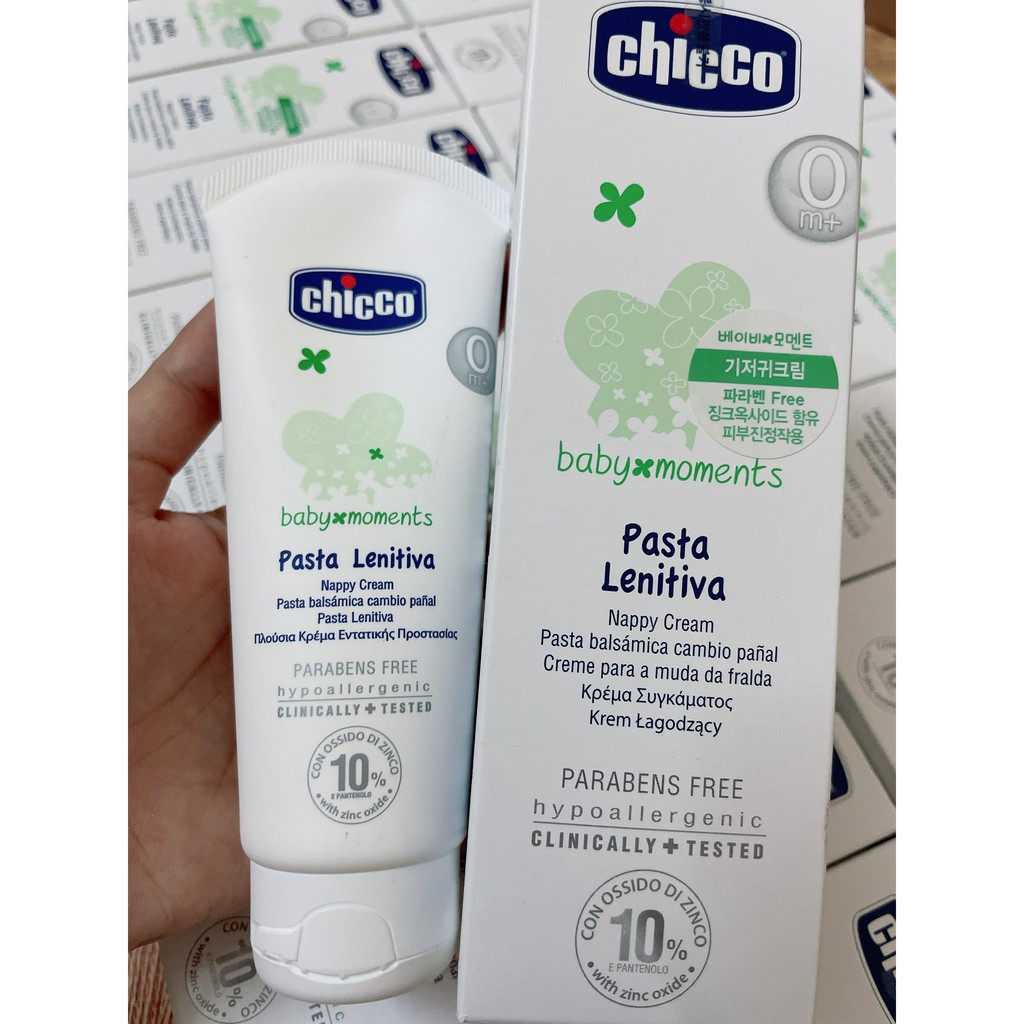 chicco
0
m+
baby moments
Pasta Lenitiva
Nappy Cream
Pasta balsámica cambio pañal
Pasta Lenitiva
Πλούσια Κρέμα Εντατικής Προστασίας
PARABENS FREE
hypoallergenic
CLINICALLY + TESTED
CON OSSIDO DI ZINCO
10%
E PANTENOLO
with zinc oxide
chicco
0
m+
베이비 모멘트
기저귀크림
파라벤 Free
징크옥사이드 함유
피부진정작용
baby moments
Pasta
Lenitiva
Nappy Cream
Pasta balsámica cambio pañal
Creme para a muda da fralda
Κρέμα Συγκάματος
Krem Łagodzący
PARABENS FREE
hypoallergenic
CLINICALLY + TESTED
CON OSSIDO DI ZINCO
10%
E PANTENOLO
with zinc oxide